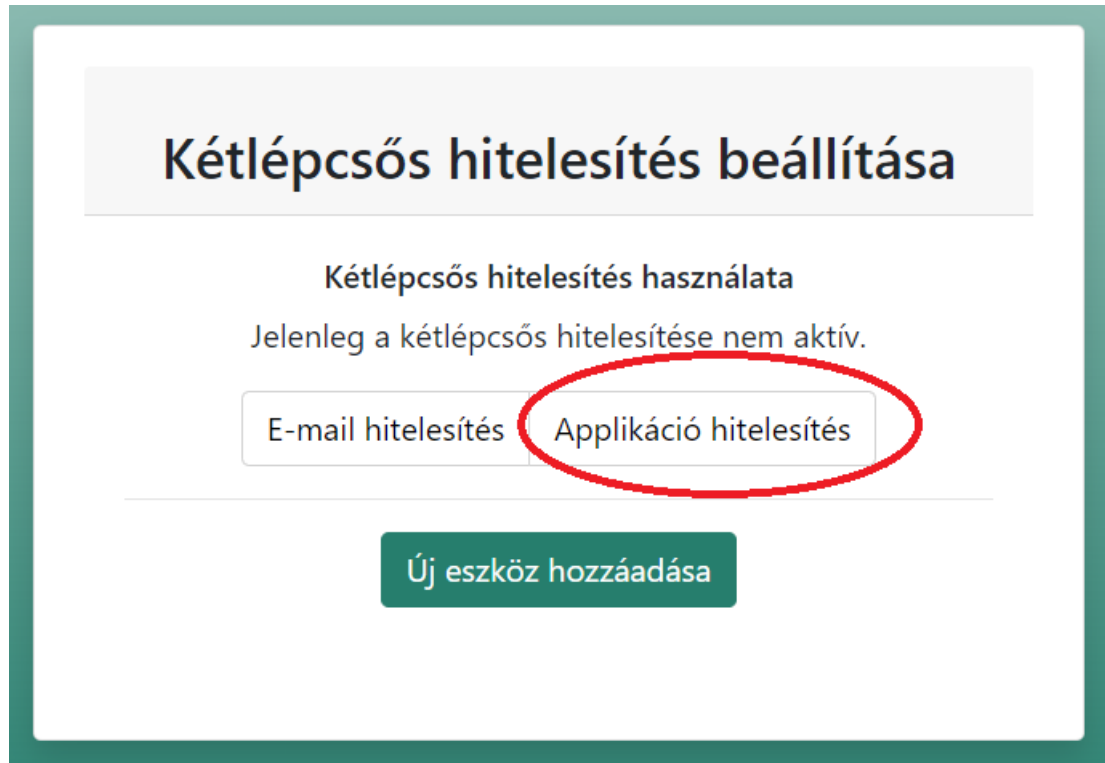 Kétlépcsős hitelesítés beállítása
Kétlépcsős hitelesítés használata
Jelenleg a kétlépcsős hitelesítése nem aktív.
E-mail hitelesítés
Applikáció hitelesítés
Új eszköz hozzáadása